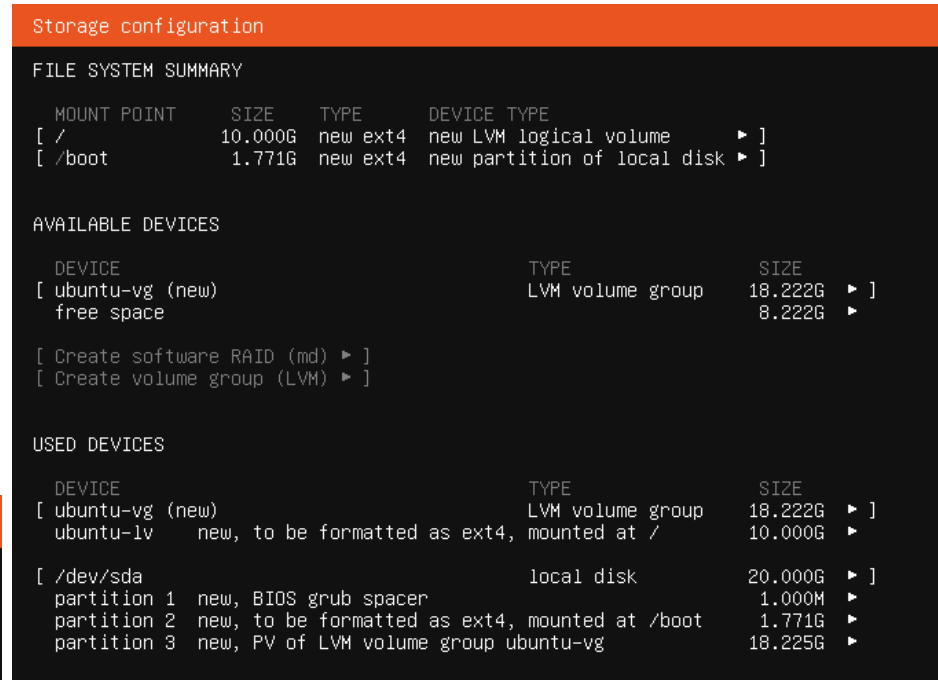 Storage configuration
FILE SYSTEM SUMMARY
MOUNT POINT SIZE TYPE DEVICE TYPE
[ / 10.000G new ext4 new LVM logical volume ▸ ]
[ /boot 1.771G new ext4 new partition of local disk ▸ ]
AVAILABLE DEVICES
DEVICE TYPE SIZE
[ ubuntu-vg (new) LVM volume group 18.222G ▸ ]
free space 8.222G ▸
[ Create software RAID (md) ▸ ]
[ Create volume group (LVM) ▸ ]
USED DEVICES
DEVICE TYPE SIZE
[ ubuntu-vg (new) LVM volume group 18.222G ▸ ]
ubuntu-lv new, to be formatted as ext4, mounted at / 10.000G ▸
[ /dev/sda local disk 20.000G ▸ ]
partition 1 new, BIOS grub spacer 1.000M ▸
partition 2 new, to be formatted as ext4, mounted at /boot 1.771G ▸
partition 3 new, PV of LVM volume group ubuntu-vg 18.225G ▸